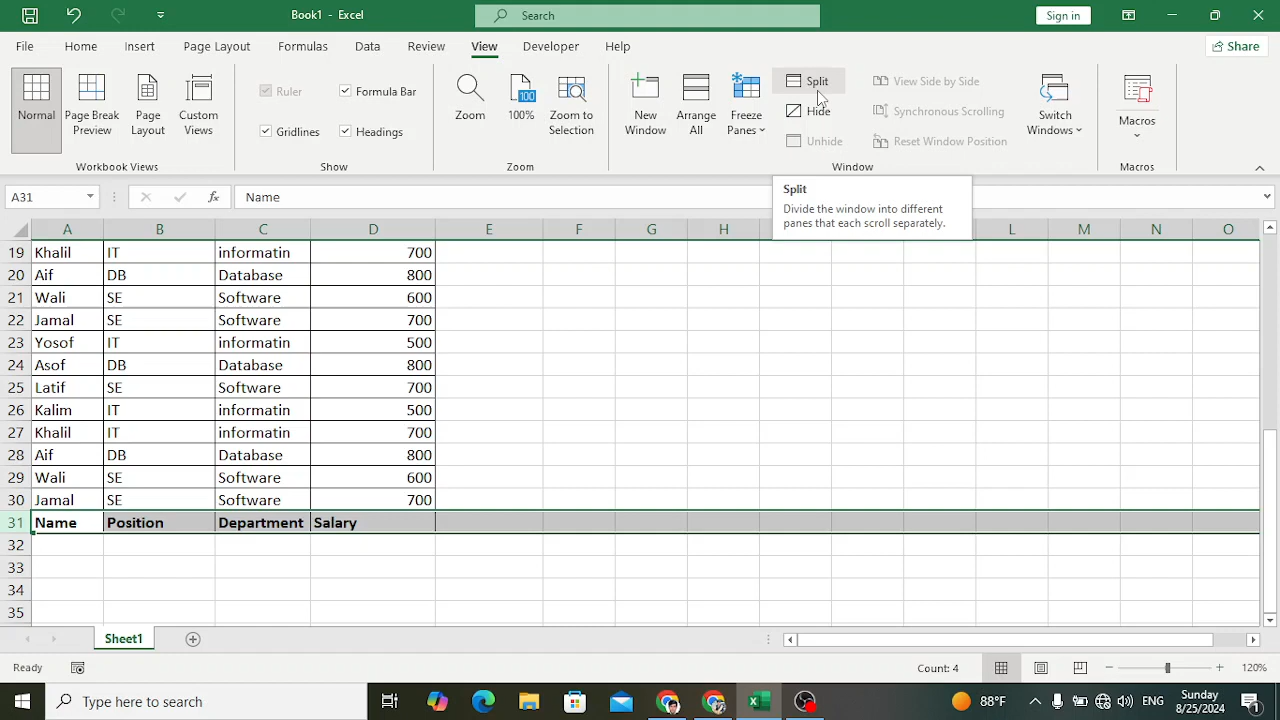 Book1 - Excel
Search
Sign in
File Home Insert Page Layout Formulas Data Review View Developer Help
Share
Normal
Page Break
Preview
Page
Layout
Custom
Views
Workbook Views
Ruler
Formula Bar
Gridlines
Headings
Show
Zoom
100
100%
Zoom to
Selection
Zoom
New
Window
Arrange
All
Freeze
Panes
Split
Hide
Unhide
View Side by Side
Synchronous Scrolling
Reset Window Position
Switch
Windows
Window
Macros
Macros
A31
fx
Name
Split
Divide the window into different
panes that each scroll separately.
A B C D E F G H L M N O
19 Khalil IT informatin 700
20 Aif DB Database 800
21 Wali SE Software 600
22 Jamal SE Software 700
23 Yosof IT informatin 500
24 Asof DB Database 800
25 Latif SE Software 700
26 Kalim IT informatin 500
27 Khalil IT informatin 700
28 Aif DB Database 800
29 Wali SE Software 600
30 Jamal SE Software 700
31 Name Position Department Salary
32
33
34
35
Sheet1
Ready
Count: 4
120%
Type here to search
88°F
ENG
Sunday
8/25/2024
1